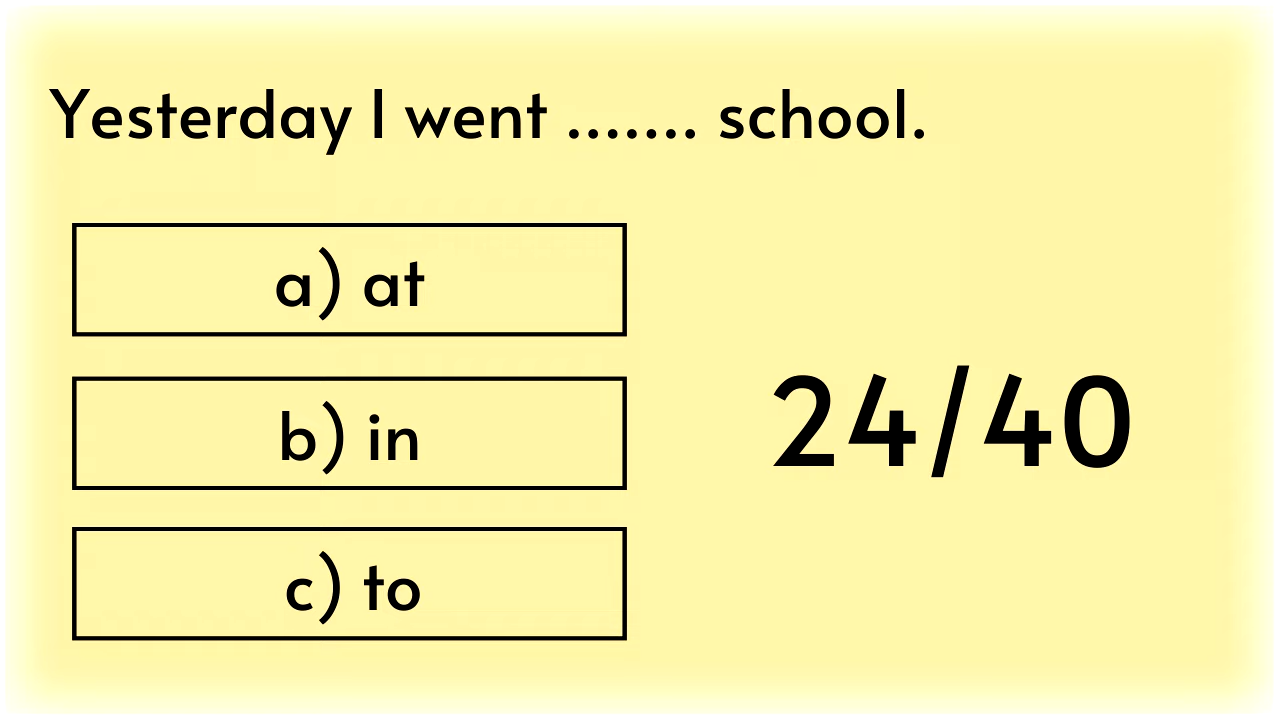 Yesterday I went ....... school.
a) at
b) in
24/40
c) to